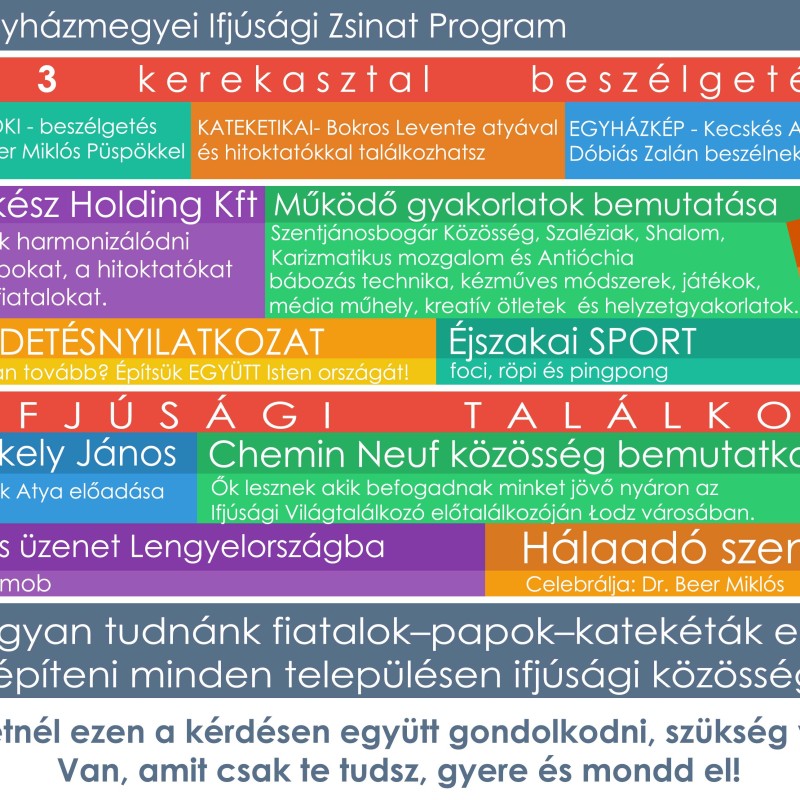 yházmegyei Ifjúsági Zsinat Program
3 kerekasztal beszélgeté
OKI - beszélgetés
er Miklós Püspökkel
KATEKETIKAI- Bokros Levente atyával
és hitoktatókkal találkozhatsz
EGYHÁZKÉP - Kecskés A
Dóbiás Zalán beszélnek
kész Holding Kft
k harmonizálódni
pokat, a hitoktatókat
fiatalokat.
Működő gyakorlatok bemutatása
Szentjánosbogár Közösség, Szaléziak, Shalom,
Karizmatikus mozgalom és Antióchia
bábozás technika, kézműves módszerek, játékok,
média műhely, kreatív ötletek és helyzetgyakorlatok.
DETÉSNYILATKOZAT
an tovább? Építsük EGYÜTT Isten országát!
Éjszakai SPORT
foci, röpi és pingpong
FJÚSÁGI TALÁLKO
kely János
k Atya előadása
Chemin Neuf közösség bemutatko
Ők lesznek akik befogadnak minket jövő nyáron az
Ifjúsági Világtalálkozó előtalálkozóján Łodz városában.
s üzenet Lengyelországba
mob
Hálaadó szen
Celebrálja: Dr. Beer Miklós
gyan tudnánk fiatalok–papok–katekéták e
építeni minden településen ifjúsági közössé
etnél ezen a kérdésen együtt gondolkodni, szükség v
Van, amit csak te tudsz, gyere és mondd el!